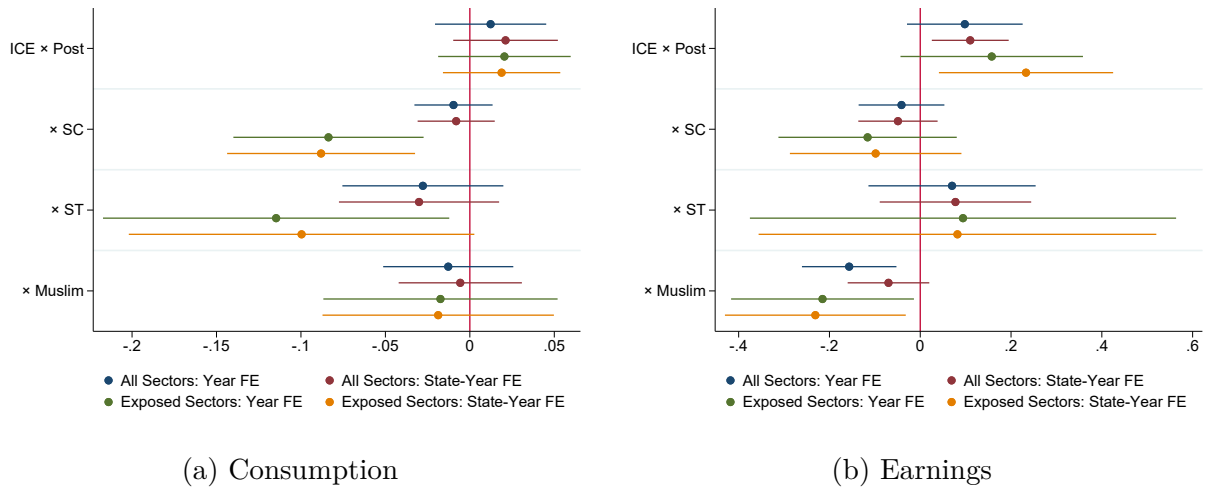 ICE × Post
× SC
× ST
× Muslim
-.2 -.15 -.1 -.05 0 .05
All Sectors: Year FE All Sectors: State-Year FE
Exposed Sectors: Year FE Exposed Sectors: State-Year FE
(a) Consumption
ICE × Post
× SC
× ST
× Muslim
-.4 -.2 0 .2 .4 .6
All Sectors: Year FE All Sectors: State-Year FE
Exposed Sectors: Year FE Exposed Sectors: State-Year FE
(b) Earnings